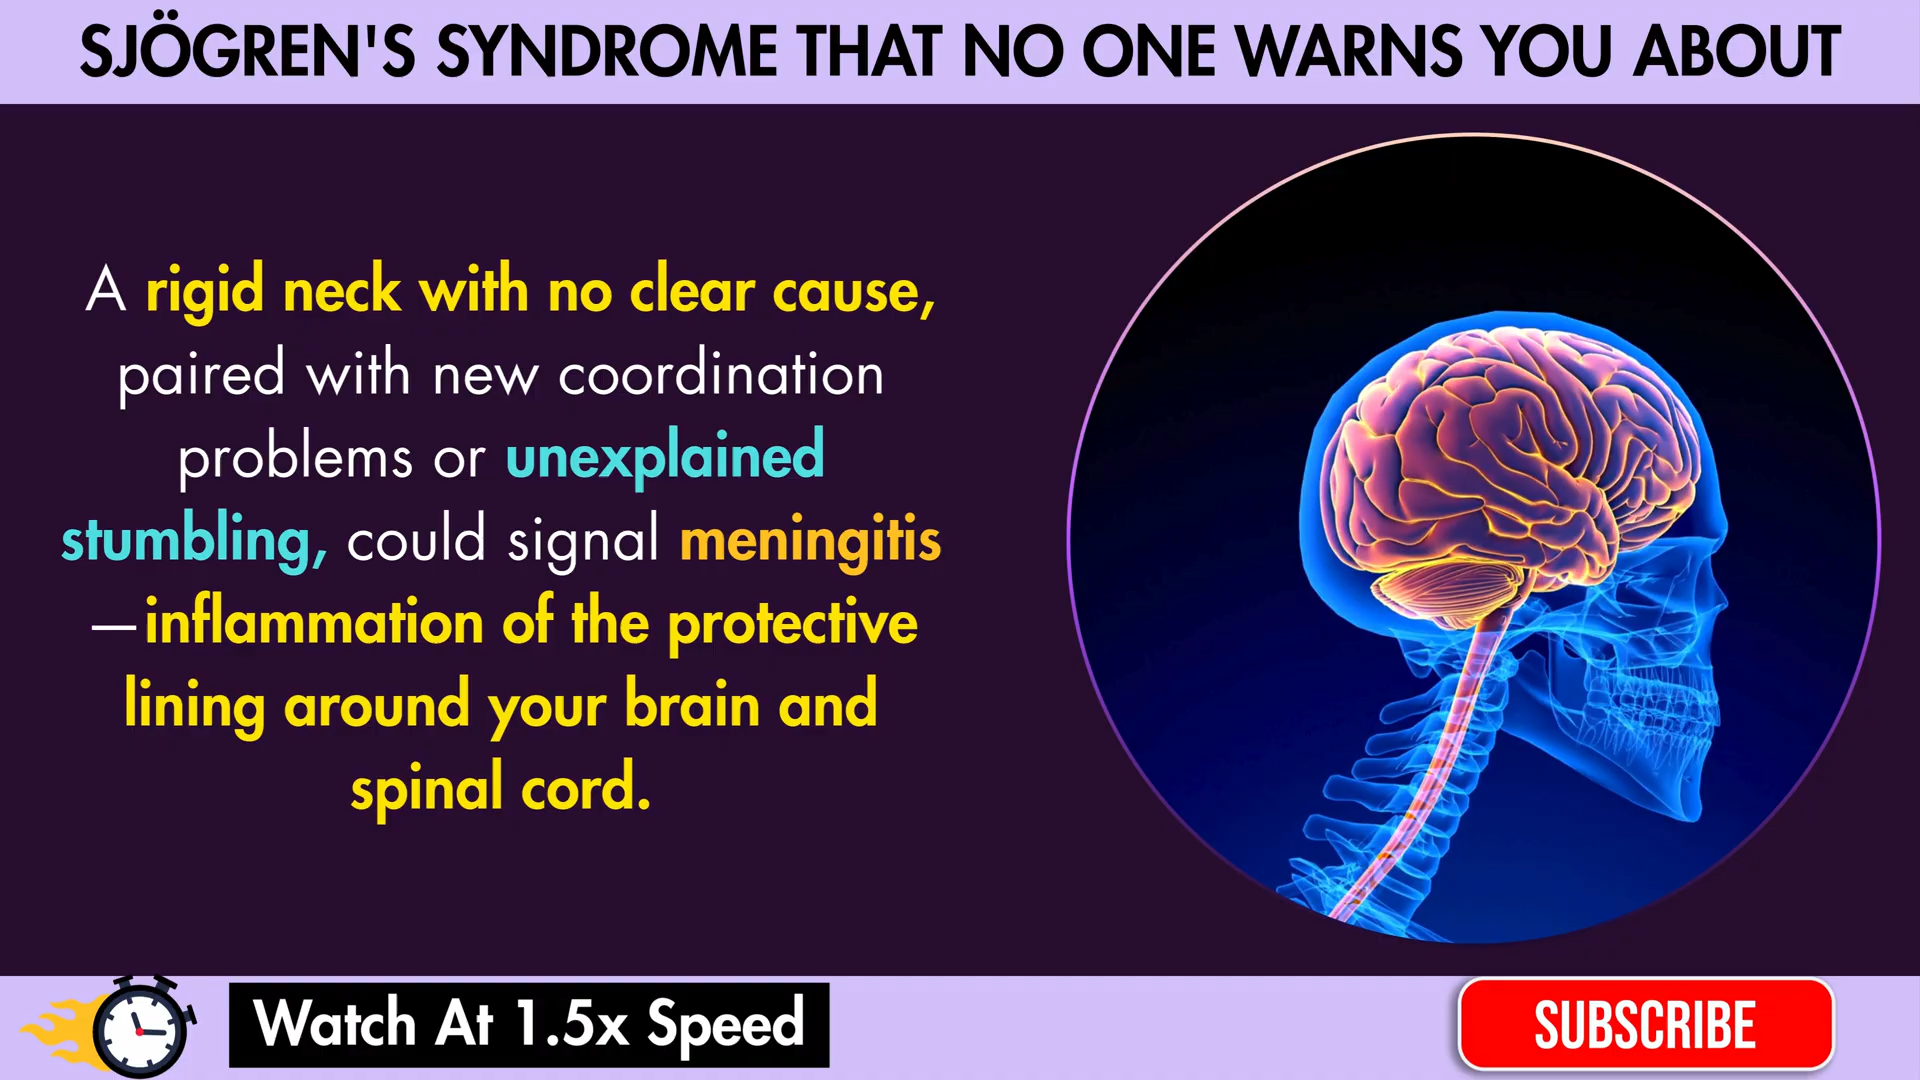 SJÖGREN'S SYNDROME THAT NO ONE WARNS YOU ABOUT
A rigid neck with no clear cause,
paired with new coordination
problems or unexplained
stumbling, could signal meningitis
—inflammation of the protective
lining around your brain and
spinal cord.
Watch At 1.5x Speed
SUBSCRIBE